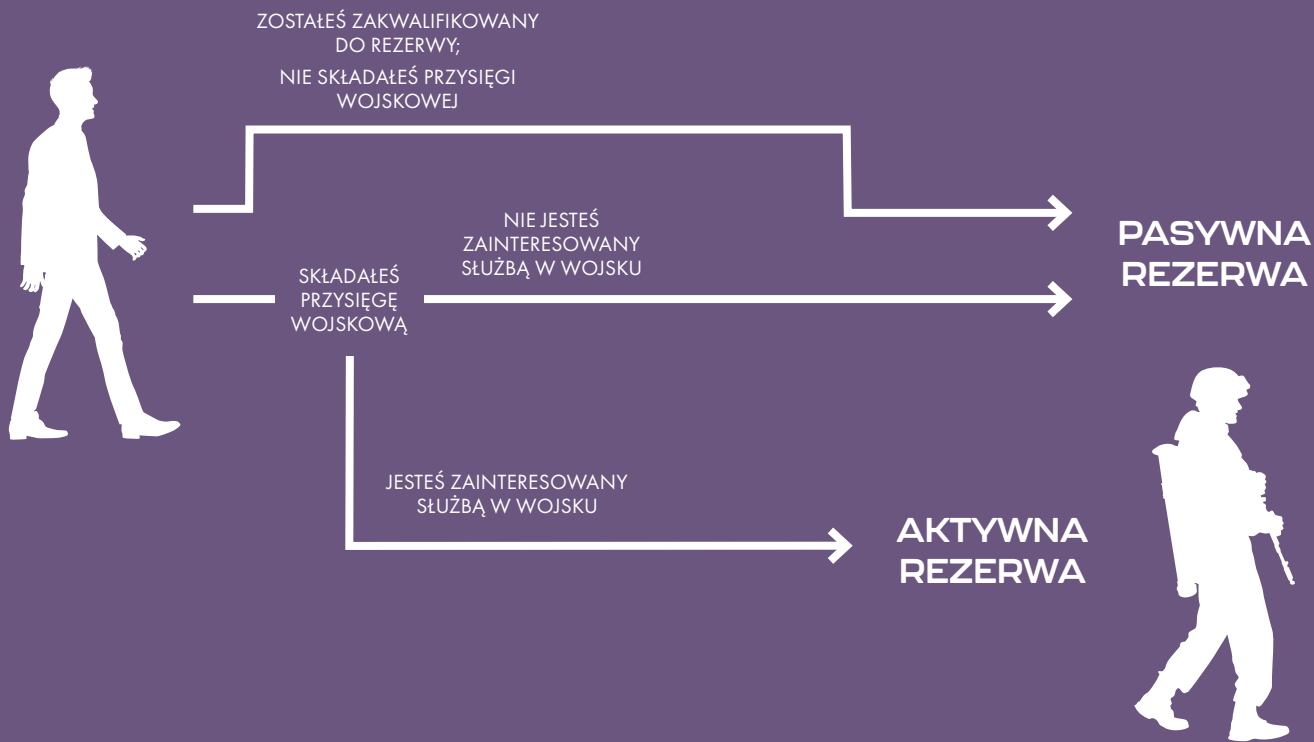 ZOSTAŁEŚ ZAKWALIFIKOWANY
DO REZERWY;
NIE SKŁADAŁEŚ PRZYSIĘGI
WOJSKOWEJ
NIE JESTEŚ
ZAINTERESOWANY
SŁUŻBĄ W WOJSKU
PASYWNA
REZERWA
SKŁADAŁEŚ
PRZYSIĘGĘ
WOJSKOWĄ
JESTEŚ ZAINTERESOWANY
SŁUŻBĄ W WOJSKU
AKTYWNA
REZERWA